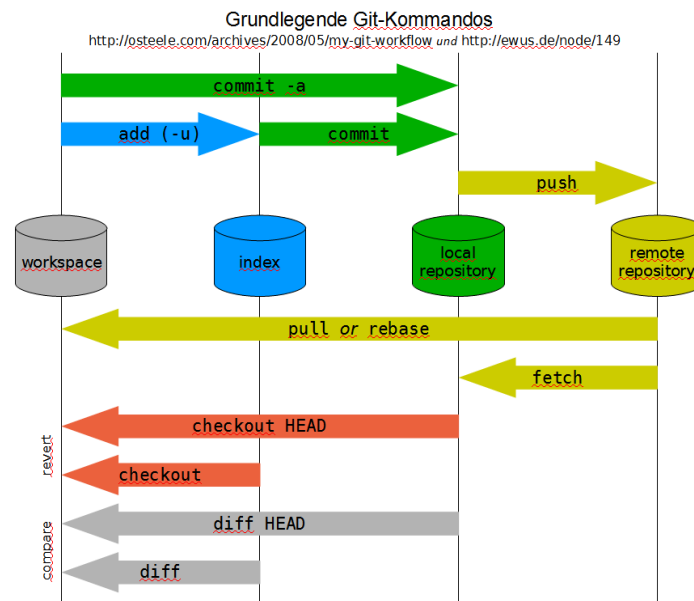 Grundlegende Git-Kommandos
http://osteele.com/archives/2008/05/my-git-workflow und http://ewus.de/node/149
commit -a
add (-u)
commit
push
workspace
index
local
repository
remote
repository
pull or rebase
fetch
revert
checkout HEAD
checkout
compare
diff HEAD
diff